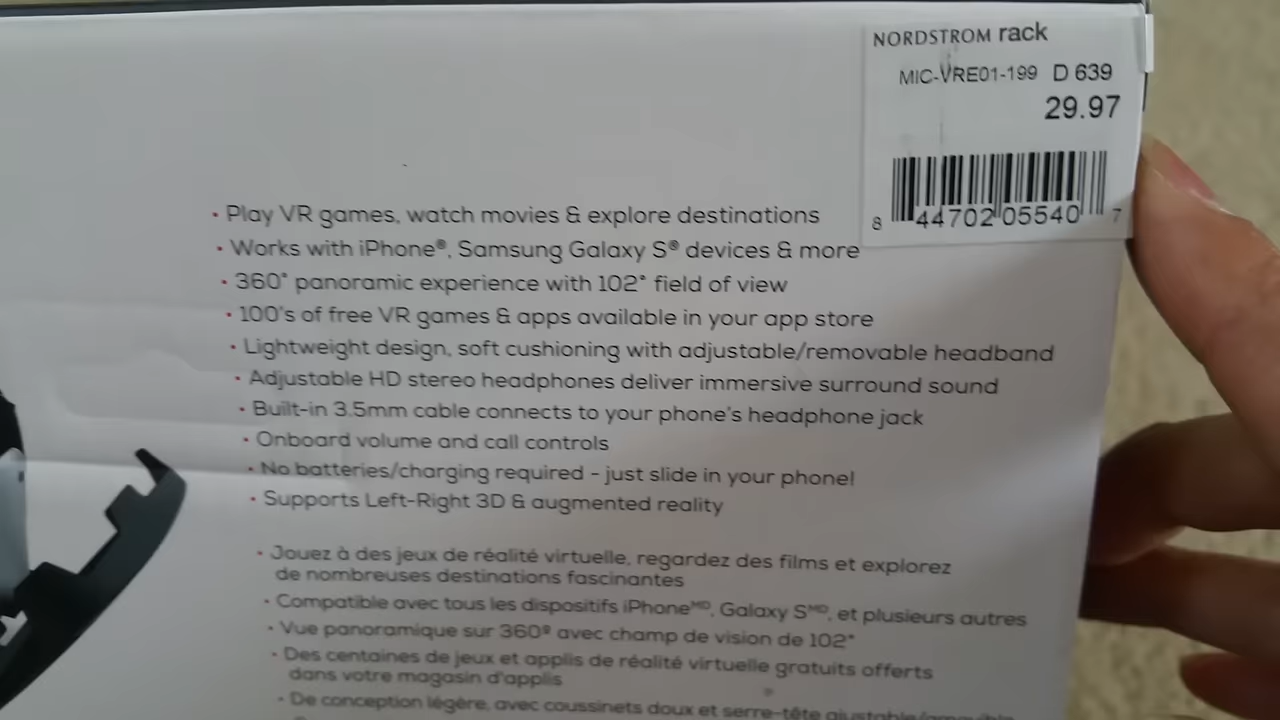 NORDSTROM rack
MIC-VRE01-199 D 639
29.97
8 44702 05540 7
• Play VR games, watch movies & explore destinations
• Works with iPhone®, Samsung Galaxy S® devices & more
• 360° panoramic experience with 102° field of view
• 100's of free VR games & apps available in your app store
• Lightweight design, soft cushioning with adjustable/removable headband
• Adjustable HD stereo headphones deliver immersive surround sound
• Built-in 3.5mm cable connects to your phone's headphone jack
• Onboard volume and call controls
• No batteries/charging required - just slide in your phone!
• Supports Left-Right 3D & augmented reality
• Jouez à des jeux de réalité virtuelle, regardez des films et explorez
de nombreuses destinations fascinantes
• Compatible avec tous les dispositifs iPhoneᴹᴰ, Galaxy Sᴹᴰ, et plusieurs autres
• Vue panoramique sur 360º avec champ de vision de 102°
• Des centaines de jeux et applis de réalité virtuelle gratuits offerts
dans votre magasin d'applis
• De conception légère, avec coussinets doux et serre-tête